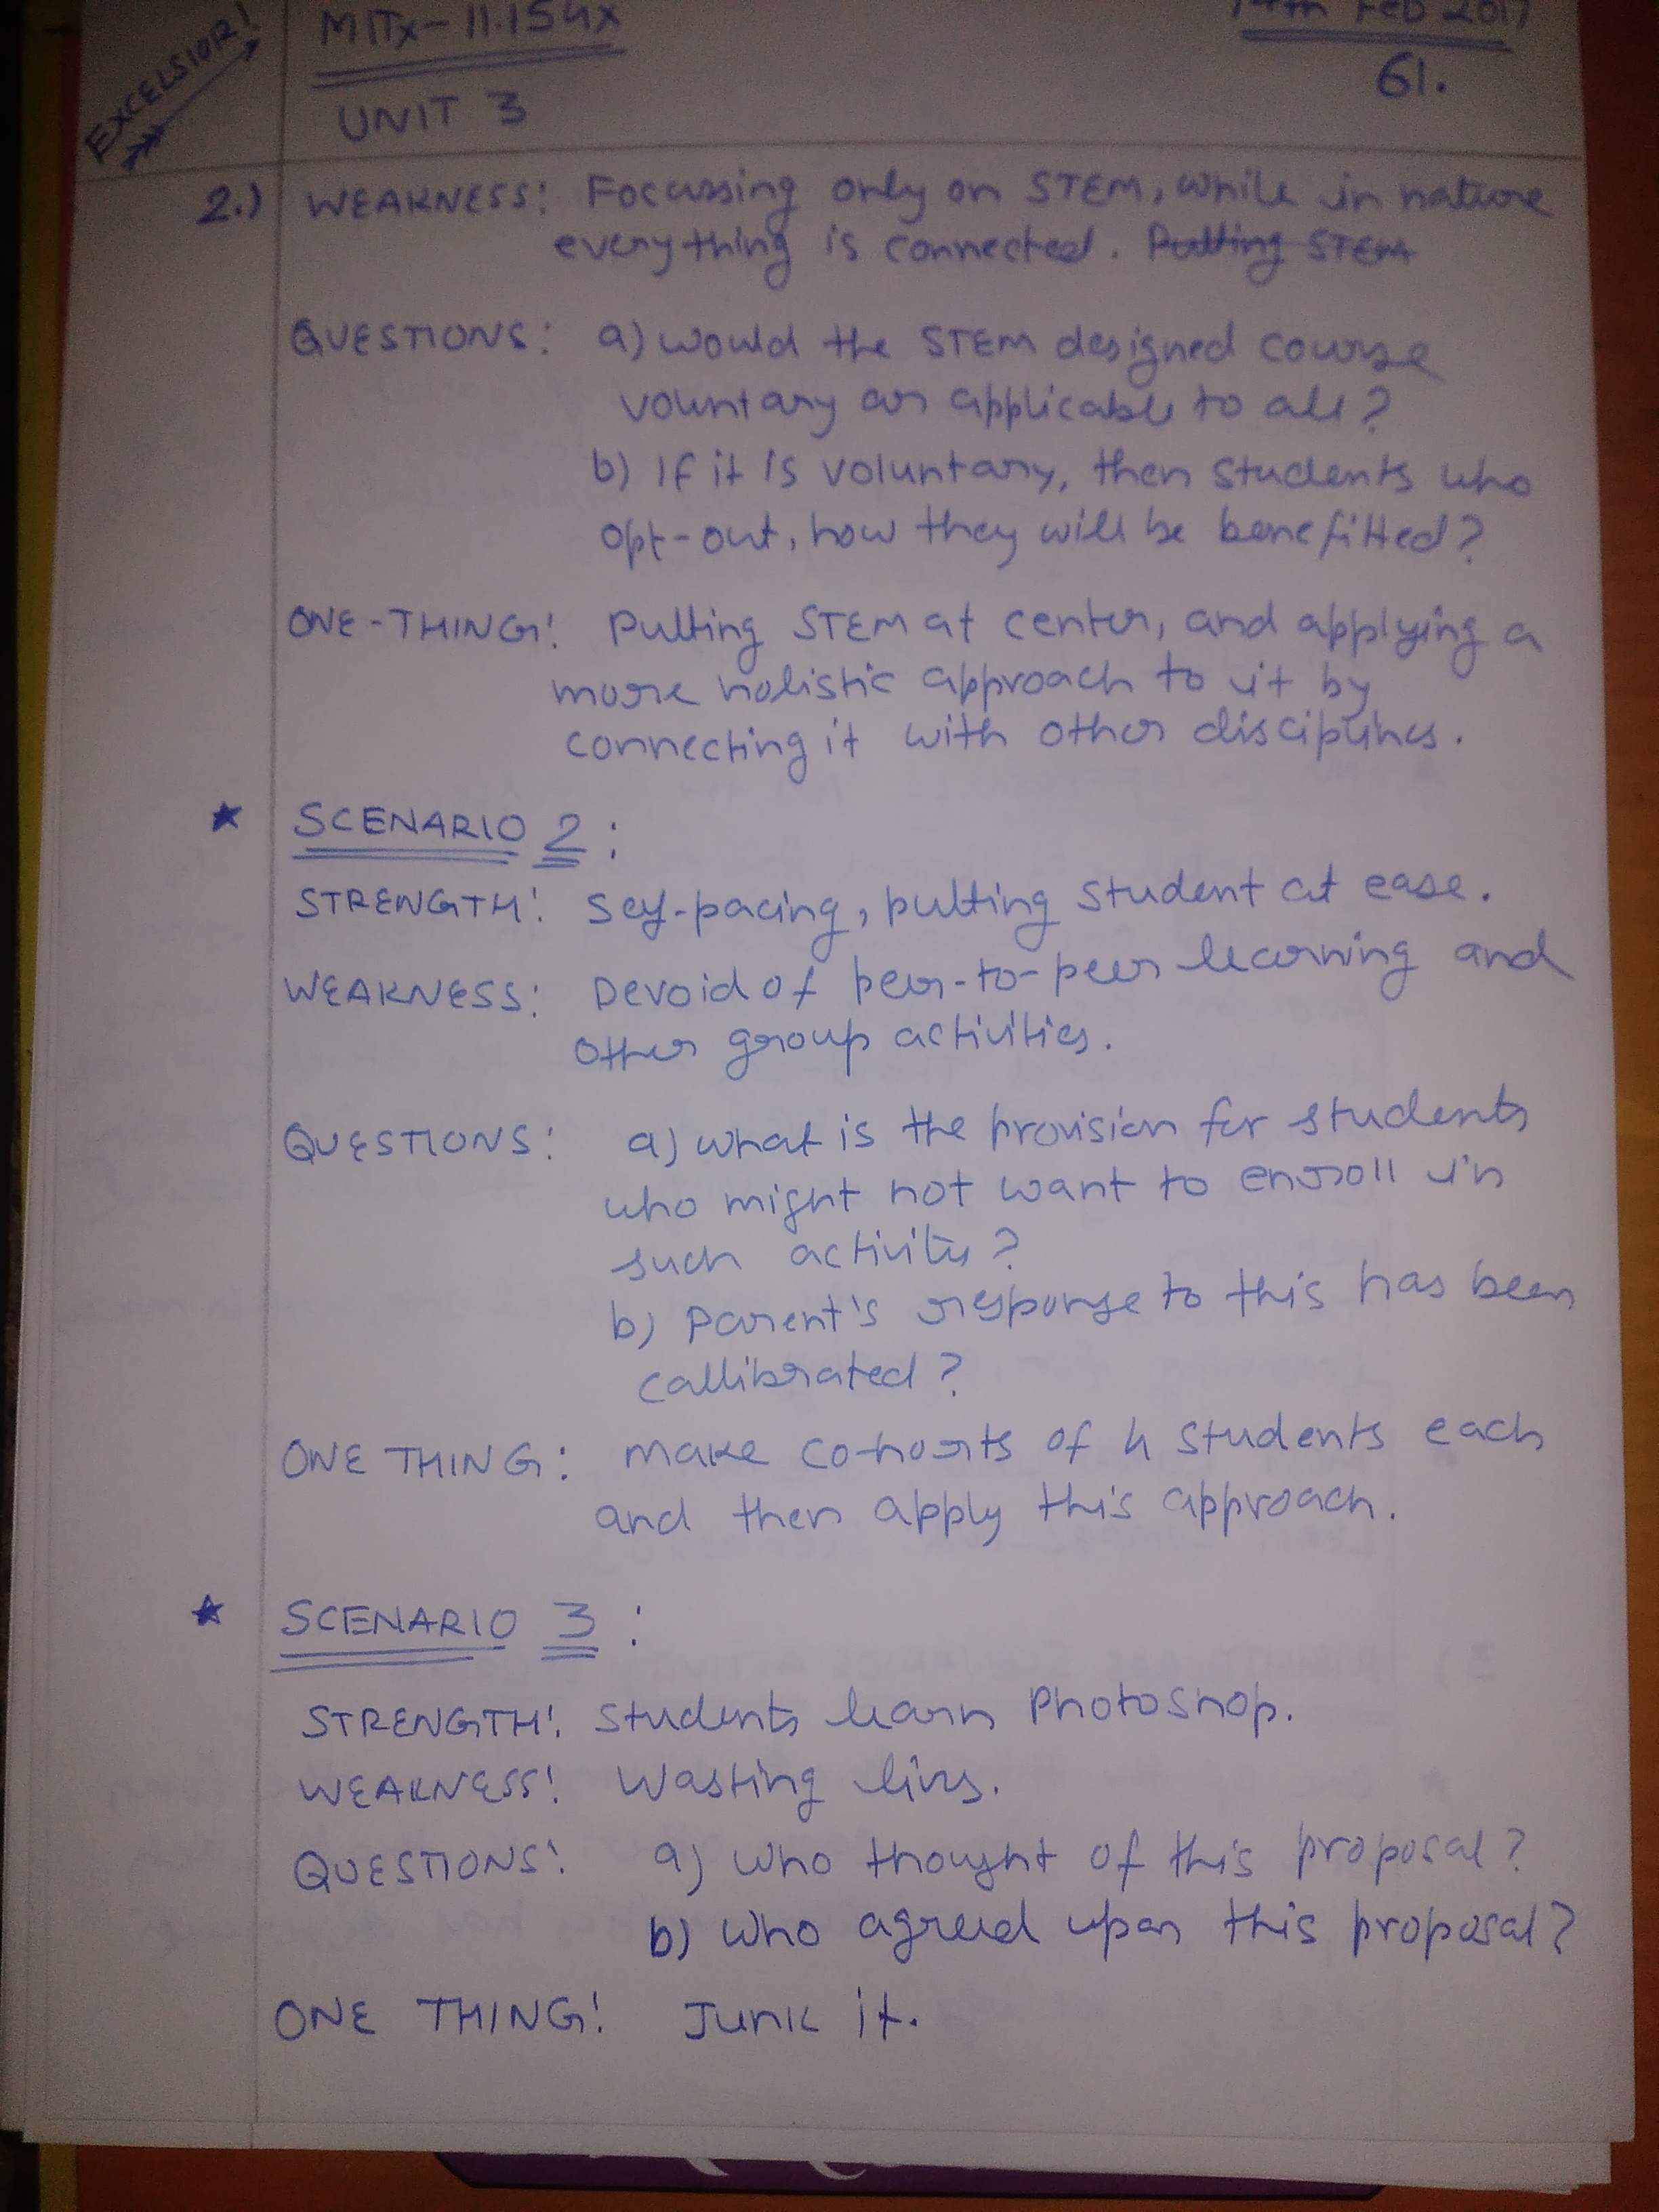 EXCELSIOR!
MITx-11.154x
14th Feb 2017
61.
UNIT 3
2.) WEAKNESS: Focussing only on STEM, while in nature
everything is connected. Putting STEM
QUESTIONS: a) would the STEM designed course
volunt ary or applicable to all?
b) If it is voluntary, then students who
opt-out, how they will be benefitted?
ONE-THING: Putting STEM at center, and applying a
more holistic approach to it by
connecting it with other disciplines.
★ SCENARIO 2:
STRENGTH: Self-pacing, putting student at ease.
WEAKNESS: Devoid of peer-to-peer learning and
other group activities.
QUESTIONS: a) what is the provision for students
who might not want to enroll in
such activity?
b) Parent's response to this has been
callibrated?
ONE THING: Make co-horts of 4 students each
and then apply this approach.
★ SCENARIO 3:
STRENGTH: Students learn Photoshop.
WEAKNESS: Wasting lives.
QUESTIONS: a) who thought of this proposal?
b) who agreed upon this proposal?
ONE THING: Junk it.